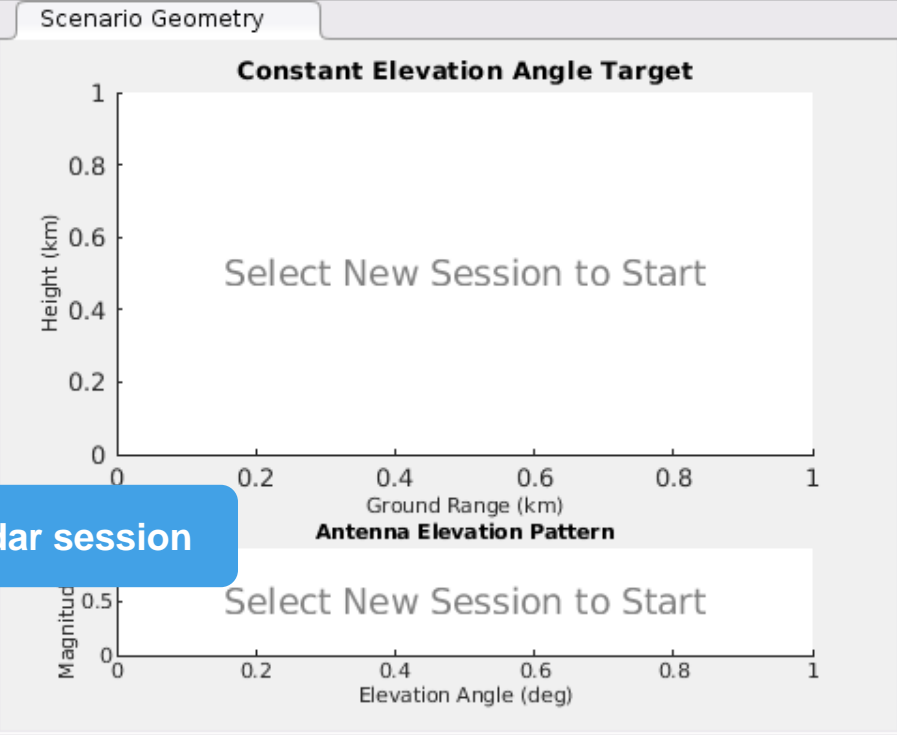 Scenario Geometry
Constant Elevation Angle Target
1
0.8
0.6
0.4
0.2
0
Height (km)
Select New Session to Start
0 0.2 0.4 0.6 0.8 1
Ground Range (km)
dar session
Antenna Elevation Pattern
0.5
0
Magnitud
Select New Session to Start
0 0.2 0.4 0.6 0.8 1
Elevation Angle (deg)